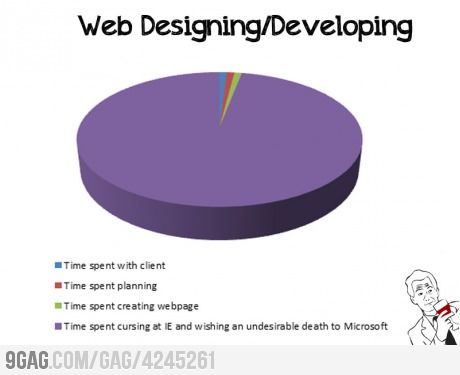 Web Designing/Developing
Time spent with client
Time spent planning
Time spent creating webpage
Time spent cursing at IE and wishing an undesirable death to Microsoft
9GAG.COM/GAG/4245261